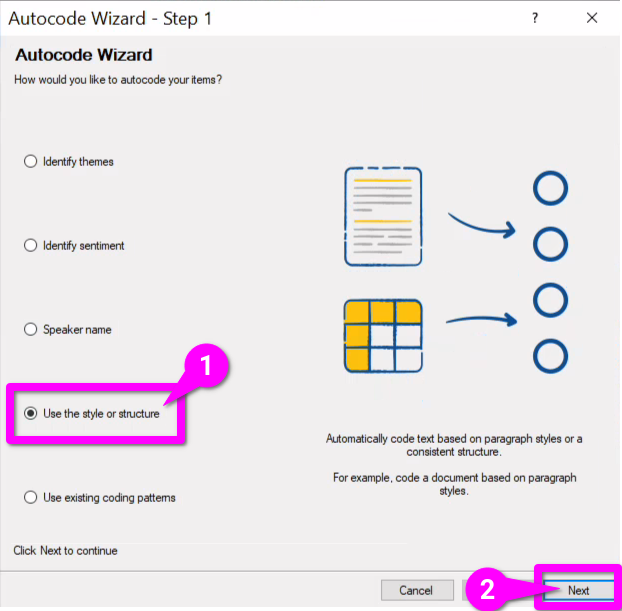 Autocode Wizard - Step 1
?
Autocode Wizard
How would you like to autocode your items?
Identify themes
Identify sentiment
Speaker name
1
Use the style or structure
Automatically code text based on paragraph styles or a
consistent structure.
For example, code a document based on paragraph
styles.
Use existing coding patterns
Click Next to continue
Cancel
2
Next